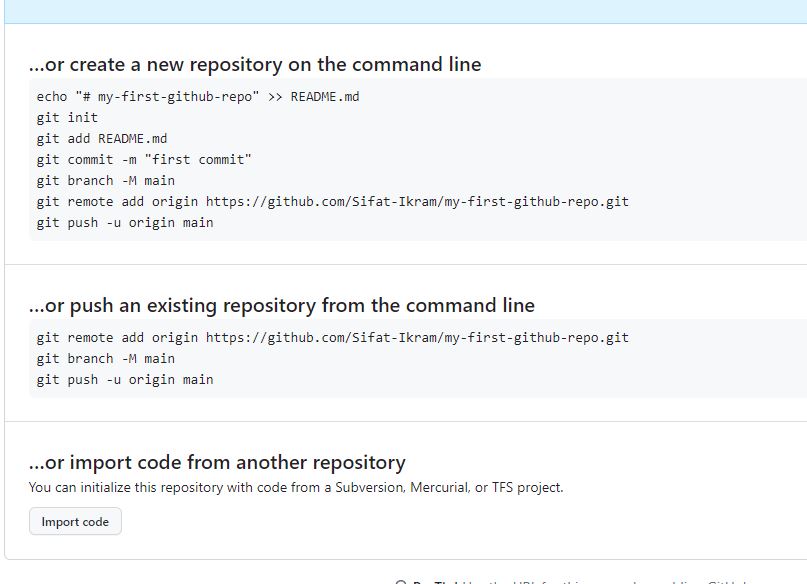 ...or create a new repository on the command line
echo "# my-first-github-repo" >> README.md
git init
git add README.md
git commit -m "first commit"
git branch -M main
git remote add origin https://github.com/Sifat-Ikram/my-first-github-repo.git
git push -u origin main
...or push an existing repository from the command line
git remote add origin https://github.com/Sifat-Ikram/my-first-github-repo.git
git branch -M main
git push -u origin main
...or import code from another repository
You can initialize this repository with code from a Subversion, Mercurial, or TFS project.
Import code